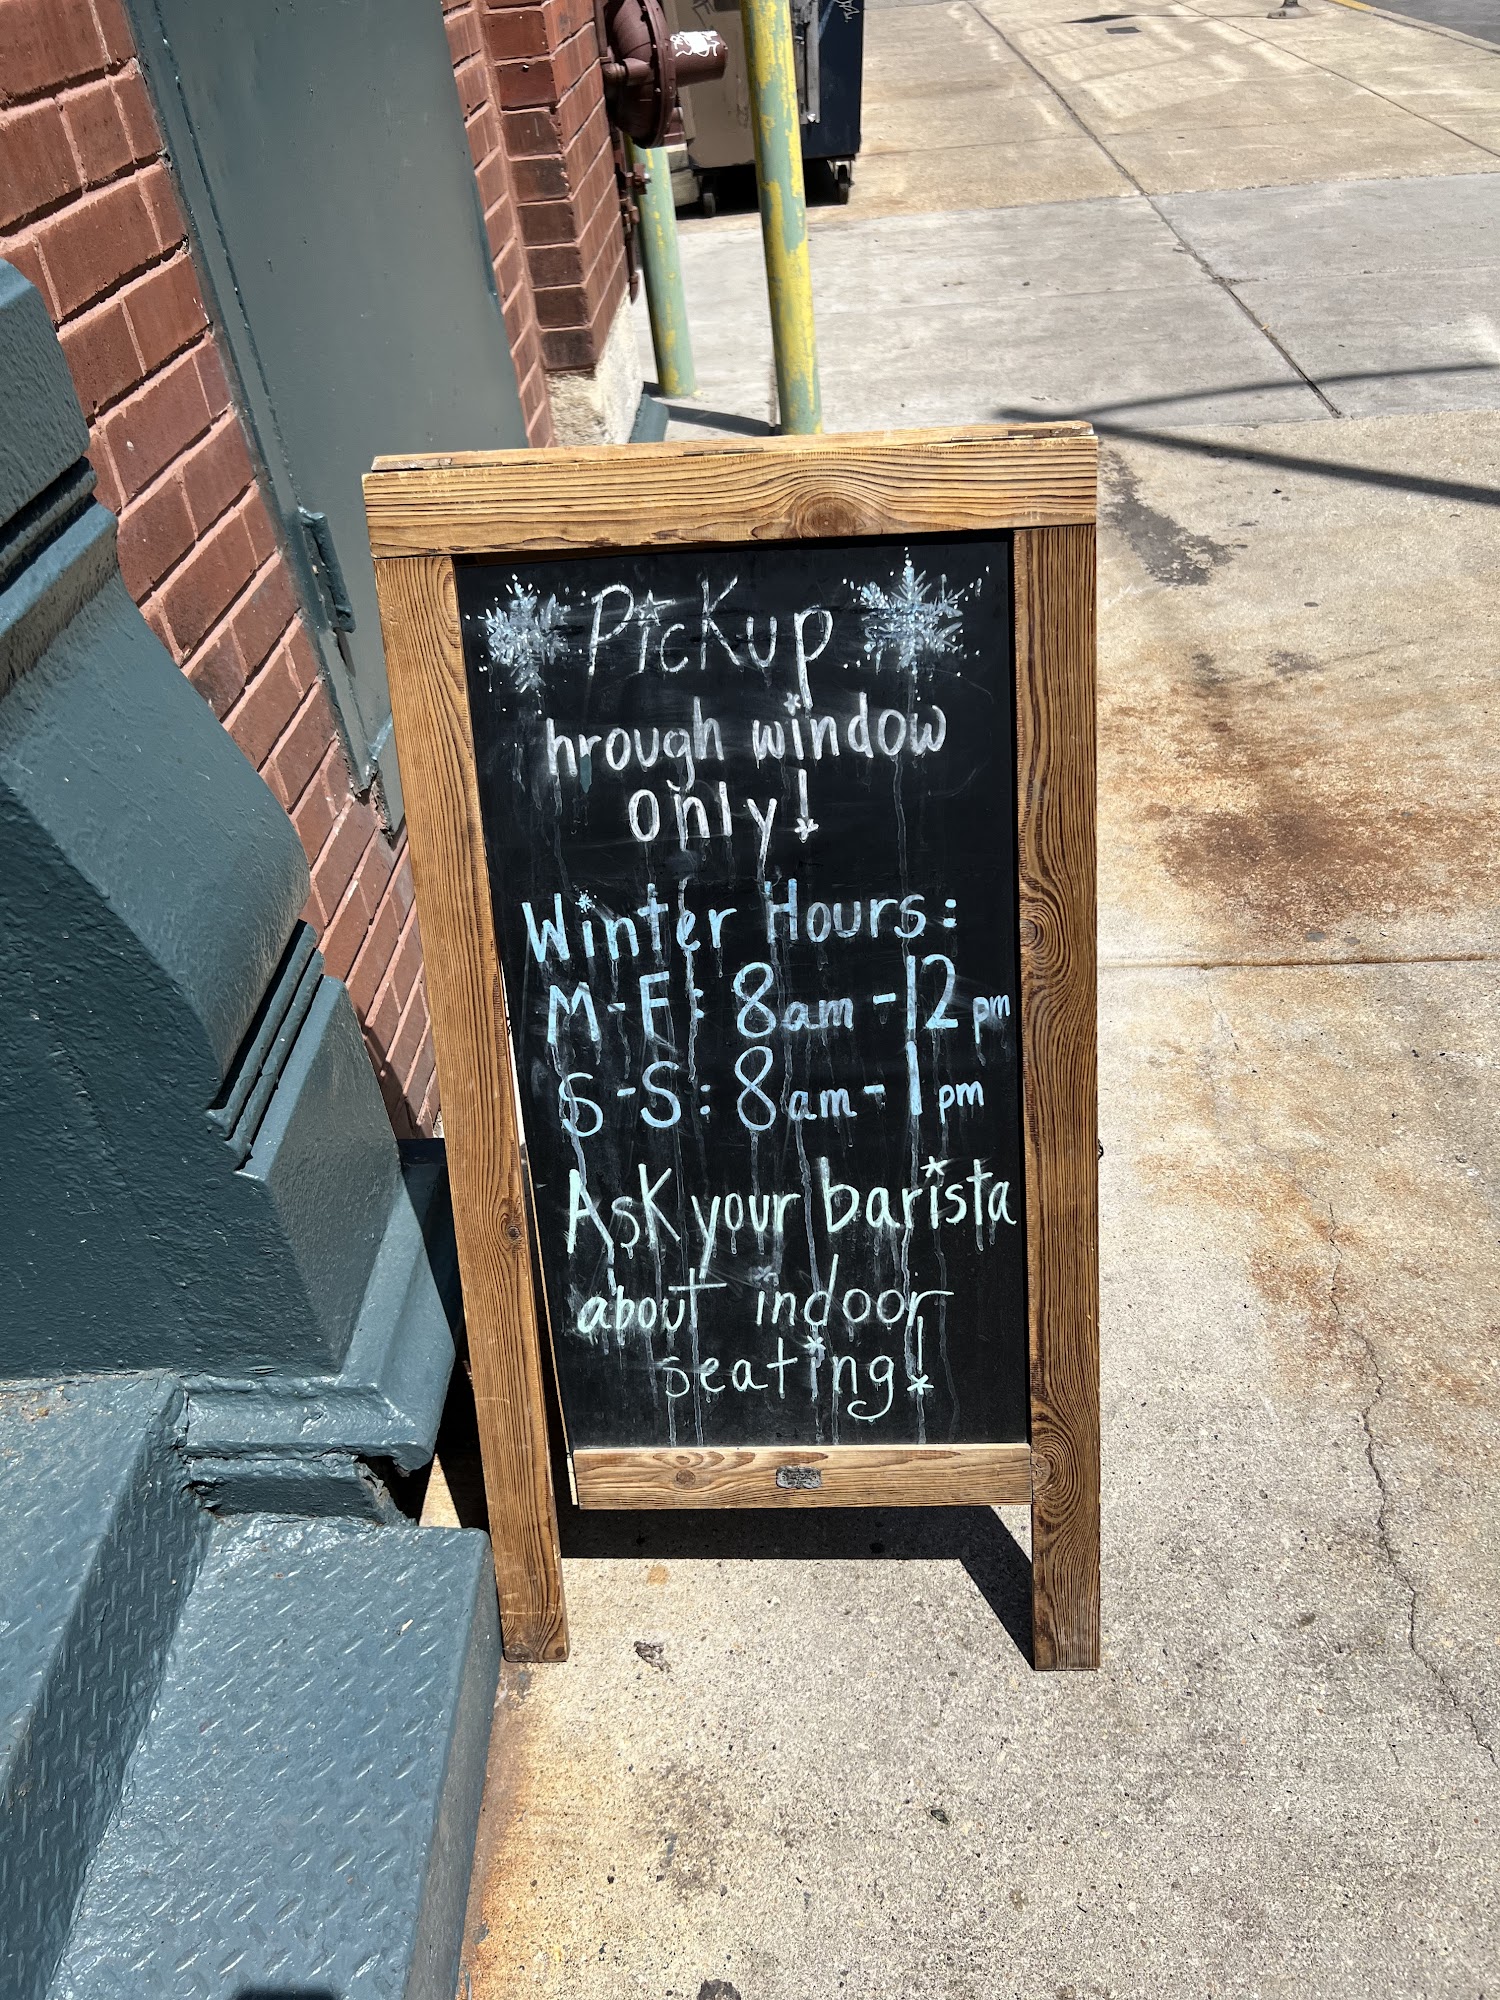 Pickup
hrough window
only!
Winter Hours:
M-F: 8am-12pm
S-S: 8am-1pm
Ask your barista
about indoor
seating!